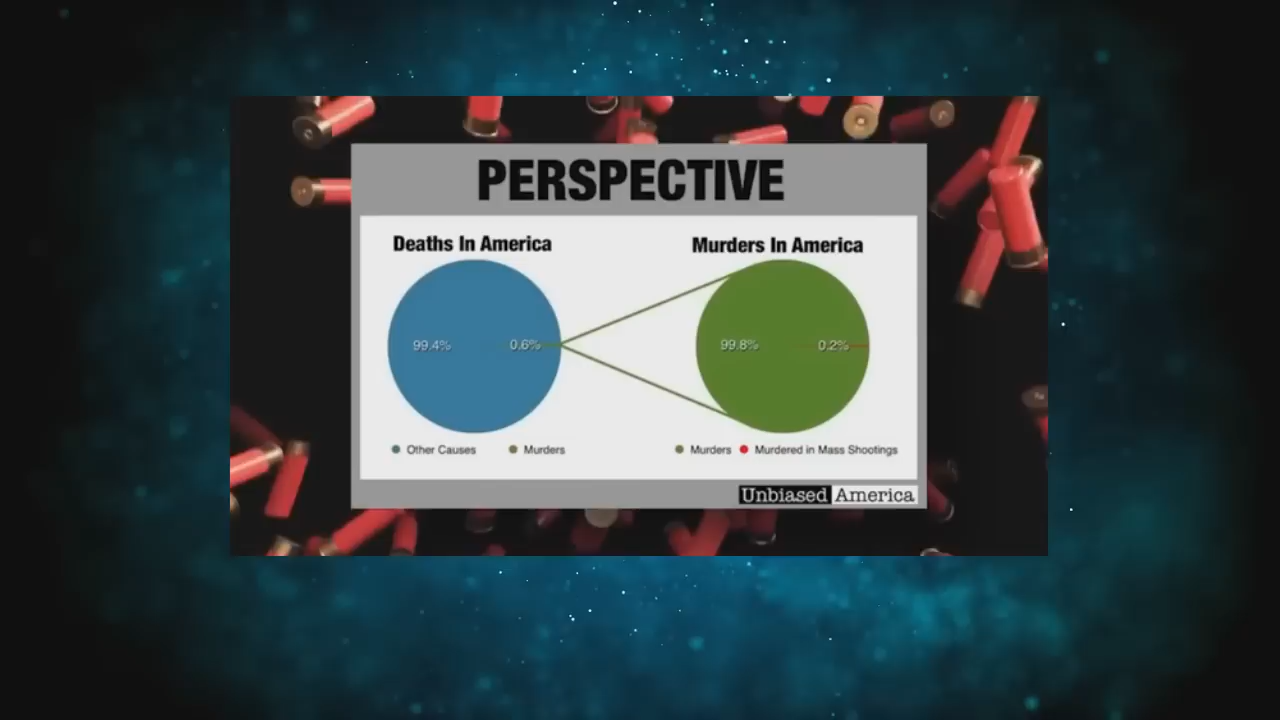 PERSPECTIVE
Deaths In America
Murders In America
99.4%
0.6%
99.8%
0.2%
Other Causes
Murders
Murders
Murdered in Mass Shootings
Unbiased America